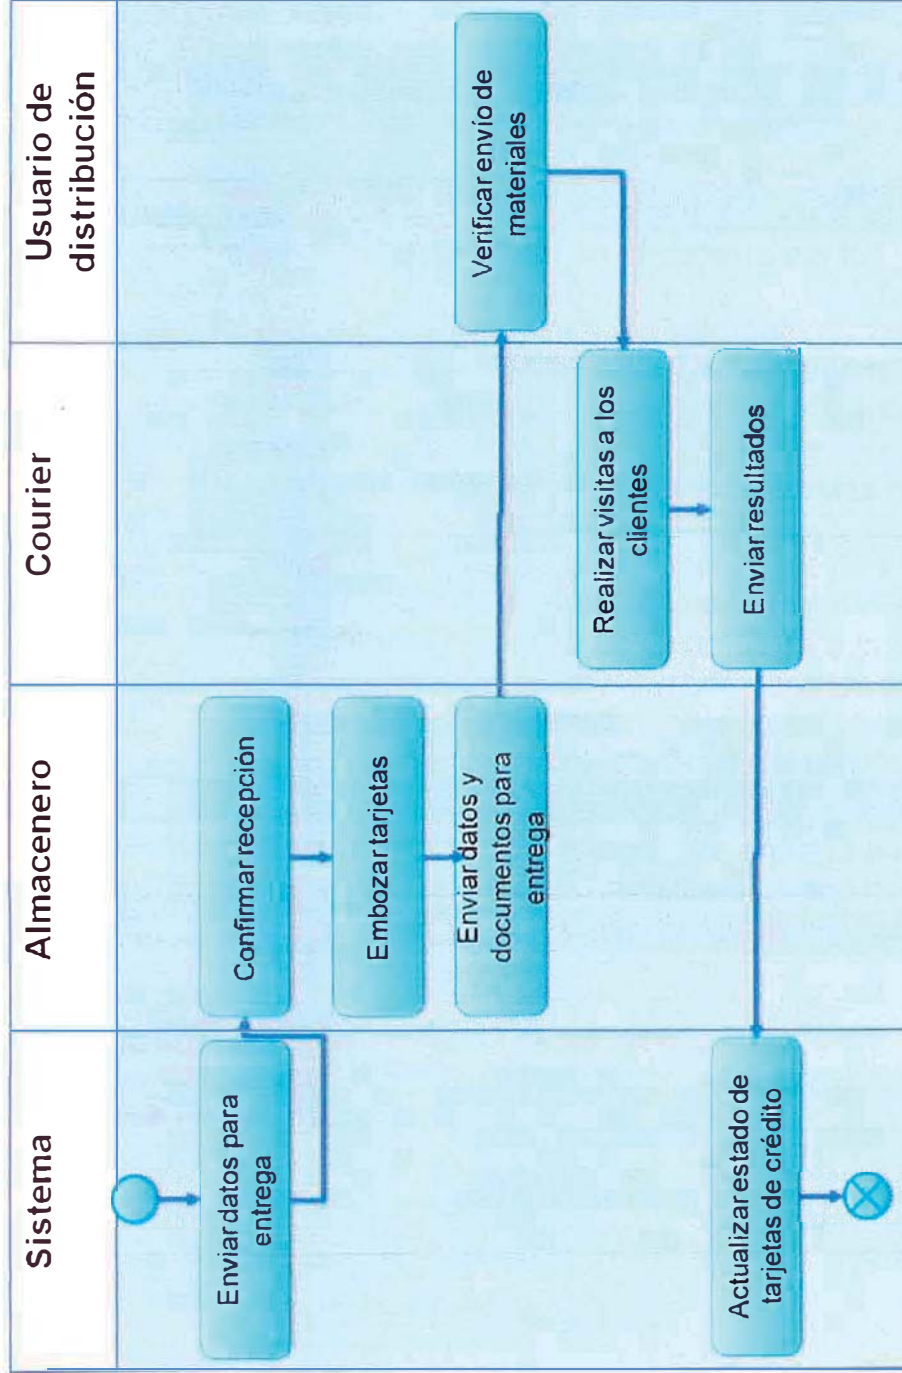 Sistema
Almacenero
Courier
Usuario de
distribución
Enviar datos para
entrega
Confirmar recepción
Embozar tarjetas
Enviar datos y
documentos para
entrega
Verificar envío de
materiales
Realizar visitas a los
clientes
Enviar resultados
Actualizar estado de
tarjetas de crédito